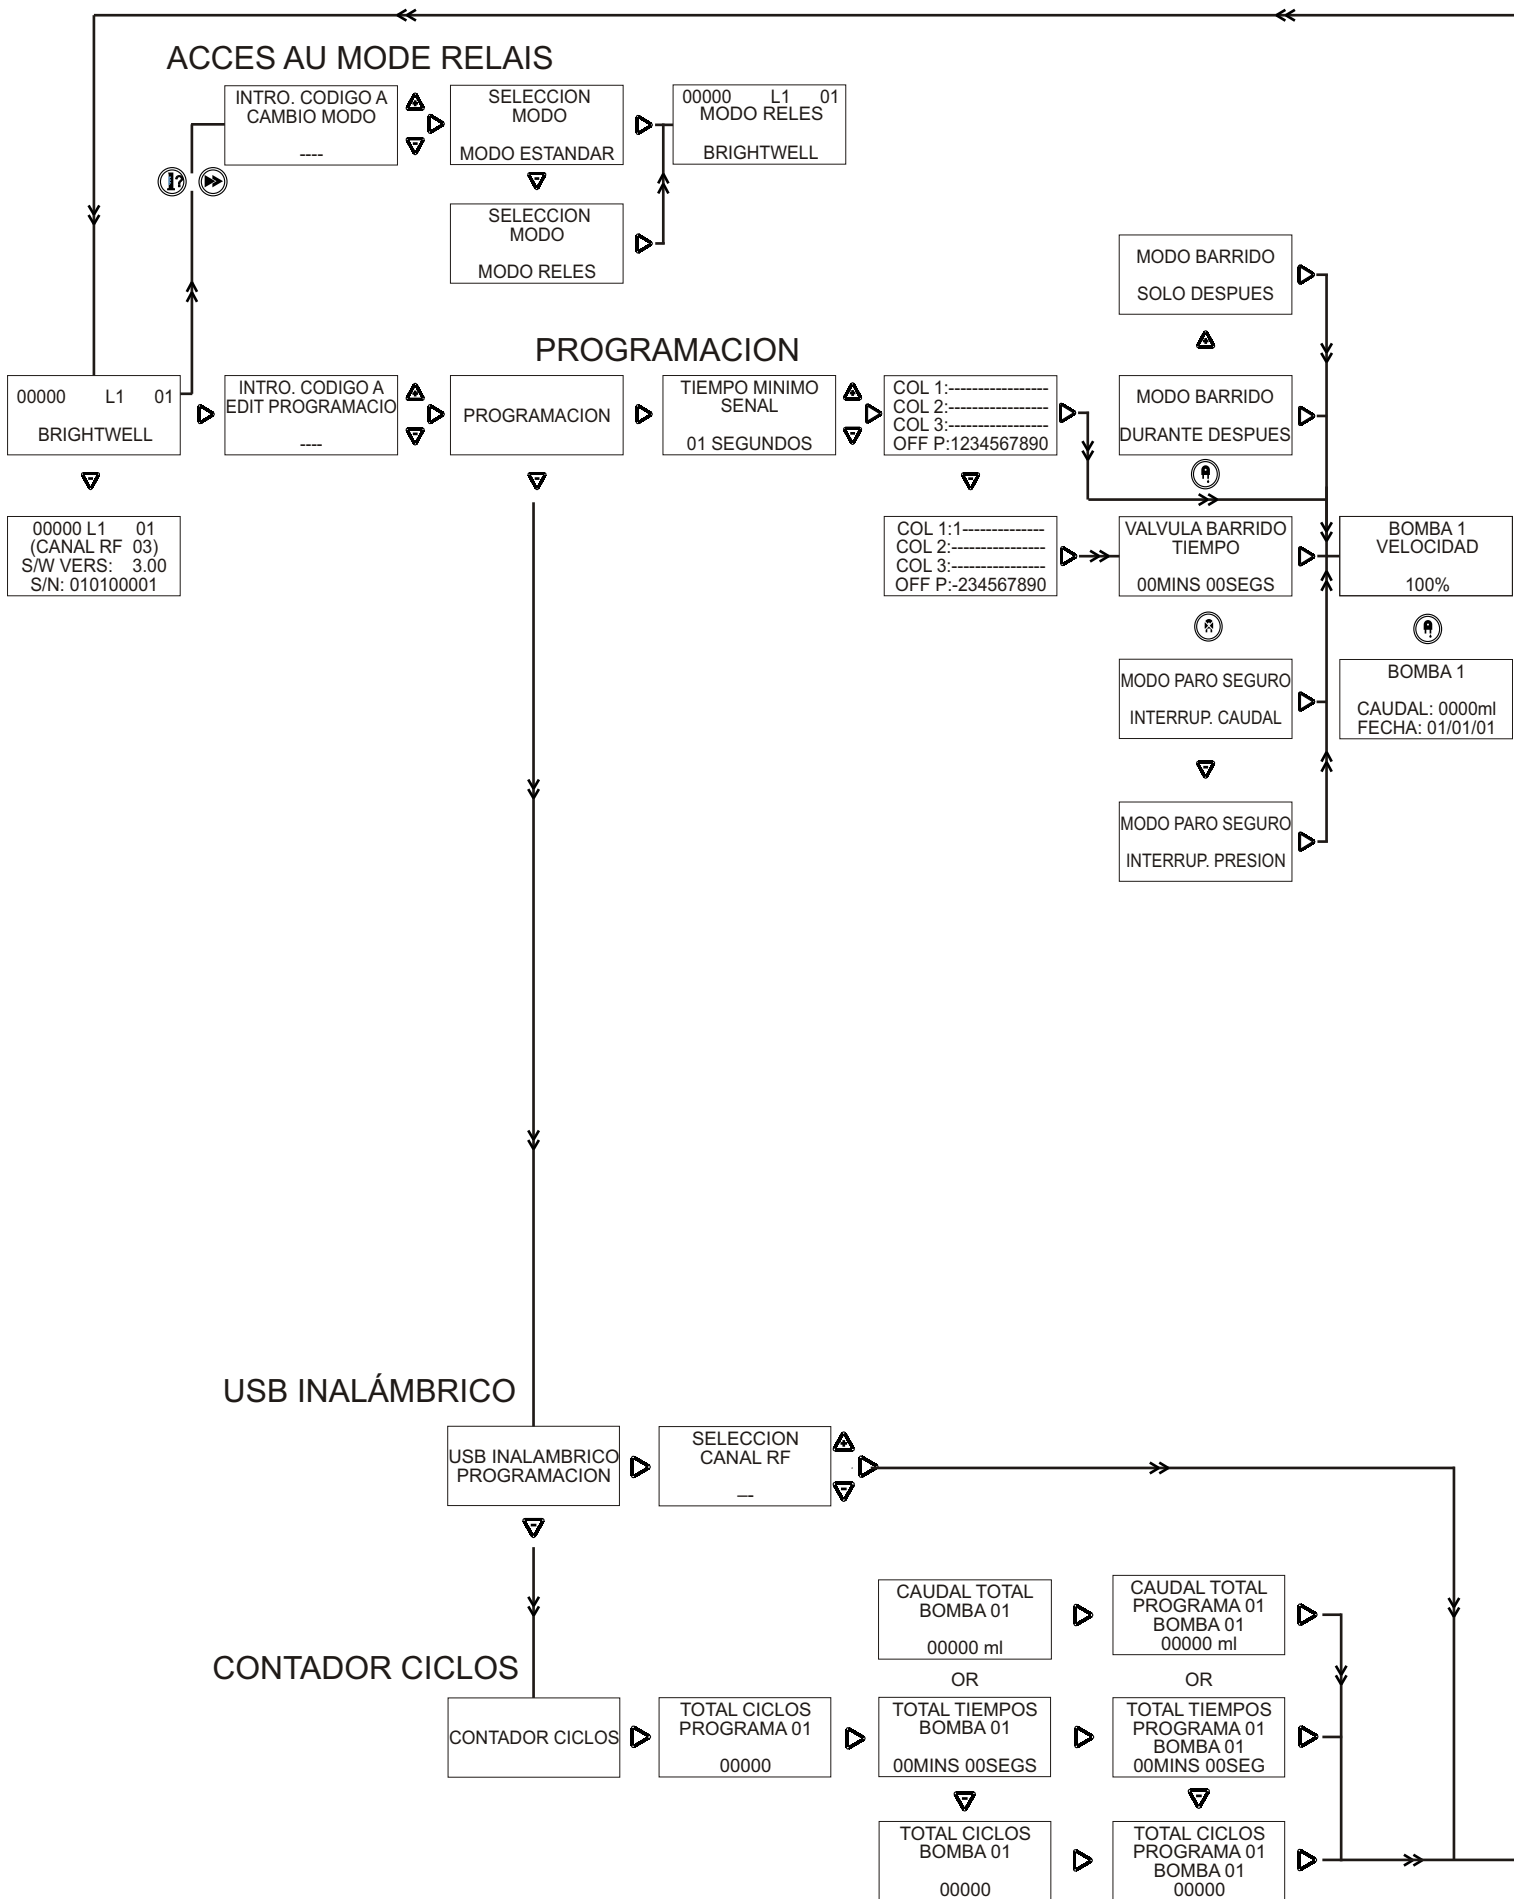 ACCES AU MODE RELAIS
INTRO. CODIGO A
CAMBIO MODO
----
SELECCION
MODO
MODO ESTANDAR
00000 L1 01
MODO RELES
BRIGHTWELL
SELECCION
MODO
MODO RELES
PROGRAMACION
00000 L1 01
BRIGHTWELL
INTRO. CODIGO A
EDIT PROGRAMACIO
----
PROGRAMACION
TIEMPO MINIMO
SENAL
01 SEGUNDOS
COL 1:-----------------
COL 2:-----------------
COL 3:-----------------
OFF P:1234567890
MODO BARRIDO
SOLO DESPUES
MODO BARRIDO
DURANTE DESPUES
00000 L1 01
(CANAL RF 03)
S/W VERS: 3.00
S/N: 010100001
COL 1:1--------------
COL 2:----------------
COL 3:----------------
OFF P:-234567890
VALVULA BARRIDO
TIEMPO
00MINS 00SEGS
BOMBA 1
VELOCIDAD
100%
MODO PARO SEGURO
INTERRUP. CAUDAL
BOMBA 1
CAUDAL: 0000ml
FECHA: 01/01/01
MODO PARO SEGURO
INTERRUP. PRESION
USB INALÁMBRICO
USB INALAMBRICO
PROGRAMACION
SELECCION
CANAL RF
--
CONTADOR CICLOS
CONTADOR CICLOS
TOTAL CICLOS
PROGRAMA 01
00000
CAUDAL TOTAL
BOMBA 01
00000 ml
OR
TOTAL TIEMPOS
BOMBA 01
00MINS 00SEGS
TOTAL CICLOS
BOMBA 01
00000
CAUDAL TOTAL
PROGRAMA 01
BOMBA 01
00000 ml
OR
TOTAL TIEMPOS
PROGRAMA 01
BOMBA 01
00MINS 00SEG
TOTAL CICLOS
PROGRAMA 01
BOMBA 01
00000